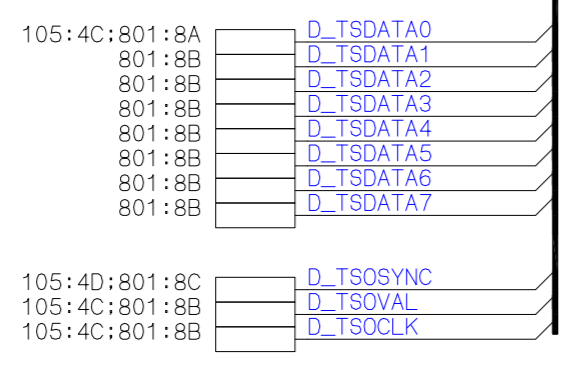 105:4C;801:8A D_TSDATA0
801:8B D_TSDATA1
801:8B D_TSDATA2
801:8B D_TSDATA3
801:8B D_TSDATA4
801:8B D_TSDATA5
801:8B D_TSDATA6
801:8B D_TSDATA7
105:4D;801:8C D_TSOSYNC
105:4C;801:8B D_TSOVAL
105:4C;801:8B D_TSOCLK